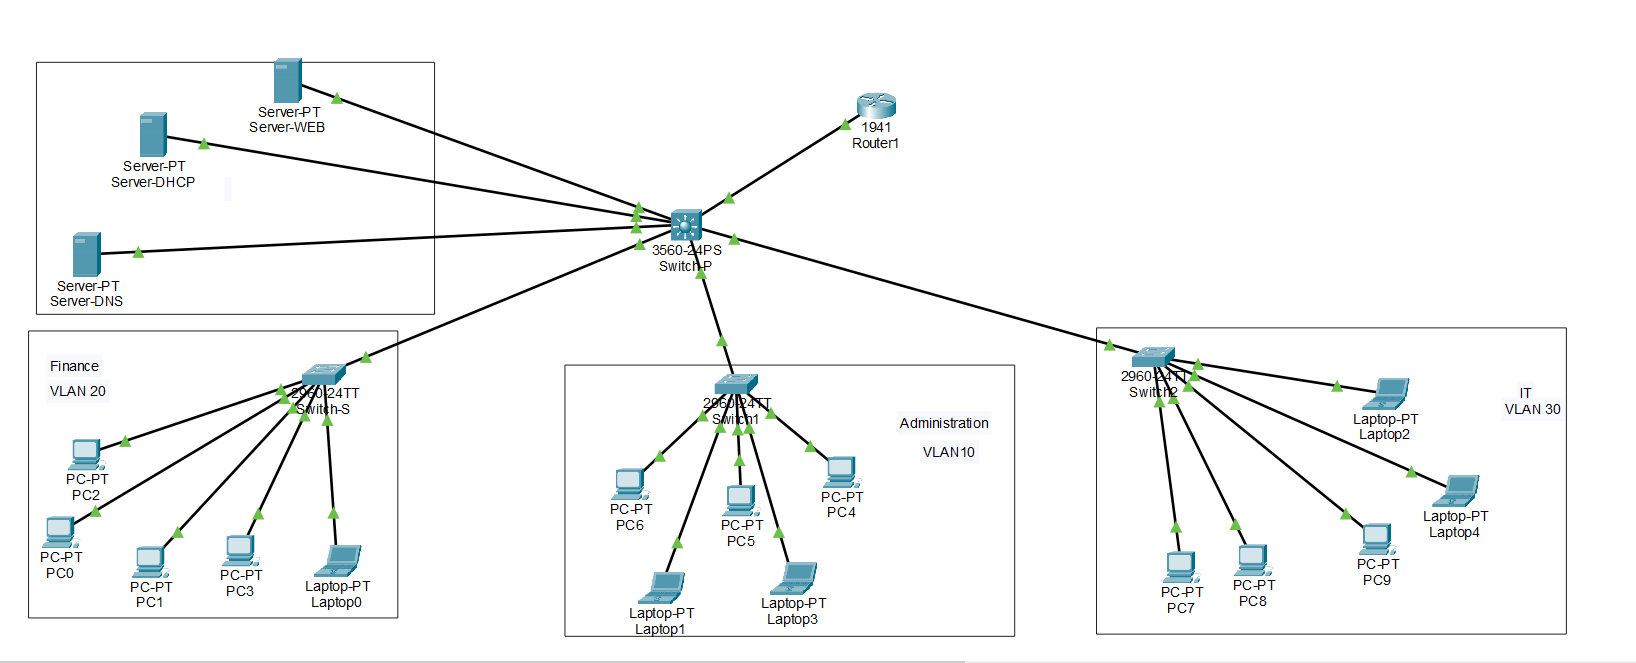 Server-PT
Server-WEB
Server-PT
Server-DHCP
Server-PT
Server-DNS
1941
Router1
3560-24PS
Switch-P
Finance
VLAN 20
2960-24TT
Switch-S
PC-PT
PC2
PC-PT
PC0
PC-PT
PC1
PC-PT
PC3
Laptop-PT
Laptop0
2960-24TT
Switch1
Administration
VLAN10
PC-PT
PC6
PC-PT
PC5
PC-PT
PC4
Laptop-PT
Laptop1
Laptop-PT
Laptop3
2960-24TT
Switch2
IT
VLAN 30
Laptop-PT
Laptop2
Laptop-PT
Laptop4
PC-PT
PC9
PC-PT
PC8
PC-PT
PC7